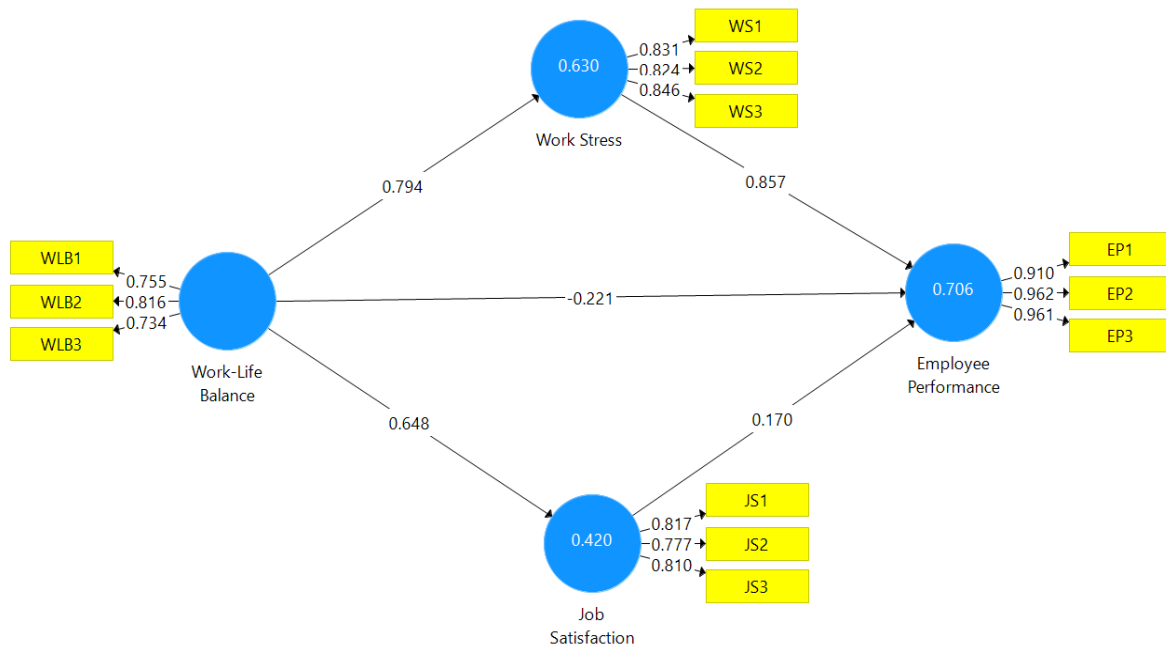 WS1
0.831
0.630
WS2
0.824
0.846
WS3
Work Stress
0.794
0.857
WLB1
0.755
WLB2
0.816
0.734
WLB3
Work-Life
Balance
-0.221
EP1
0.910
0.706
0.962
EP2
0.961
EP3
Employee
Performance
0.648
0.170
JS1
0.817
0.420
0.777
JS2
0.810
JS3
Job
Satisfaction